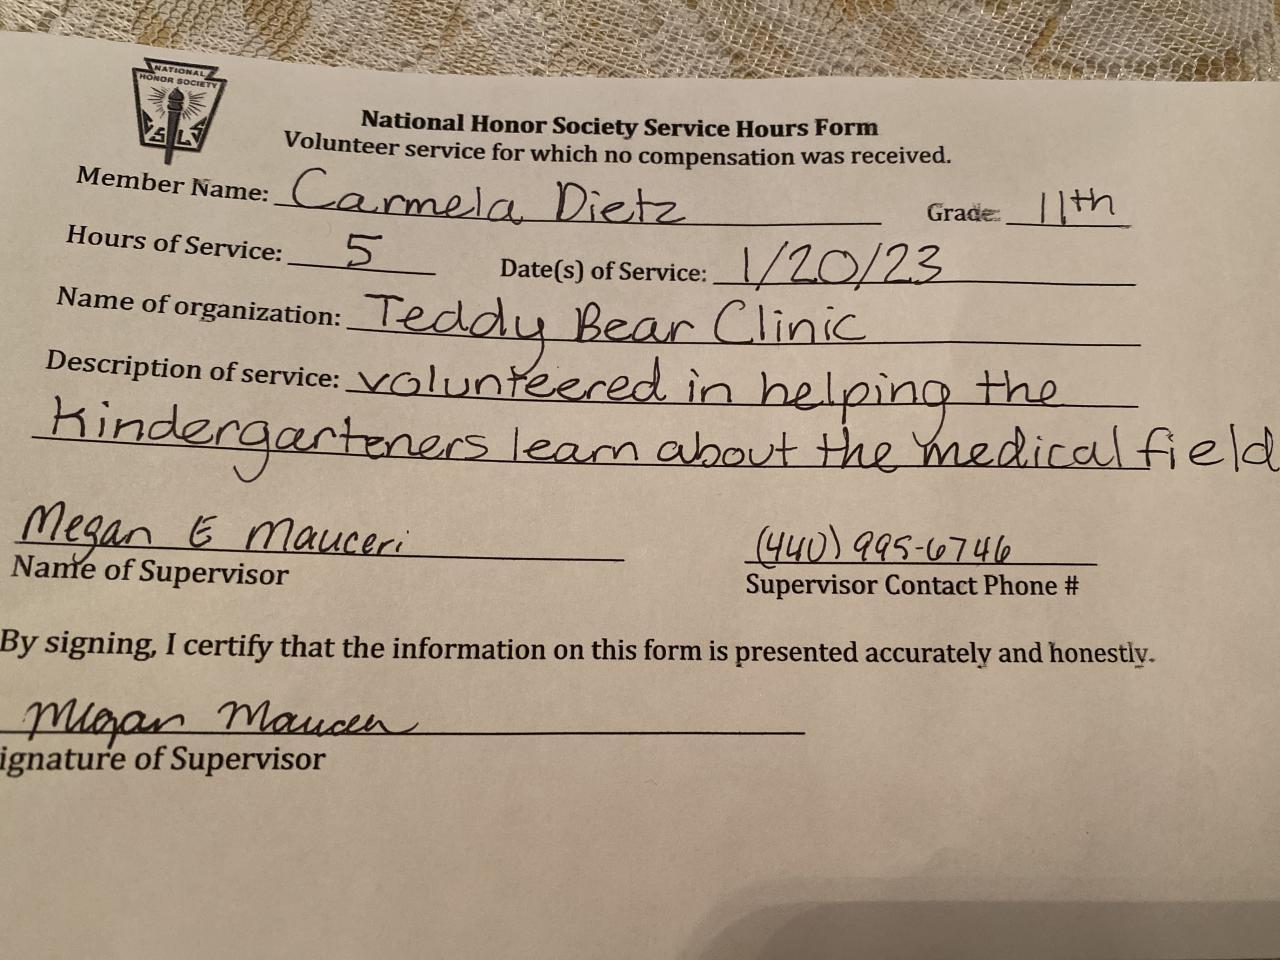 NATIONAL
HONOR SOCIETY
C S L S
National Honor Society Service Hours Form
Volunteer service for which no compensation was received.
Member Name: Carmela Dietz Grade: 11th
Hours of Service: 5 Date(s) of Service: 1/20/23
Name of organization: Teddy Bear Clinic
Description of service: volunteered in helping the
Kindergarteners learn about the medical field
Megan E Mauceri (440) 995-6746
Name of Supervisor Supervisor Contact Phone #
By signing, I certify that the information on this form is presented accurately and honestly.
Megan Mauceri
ignature of Supervisor